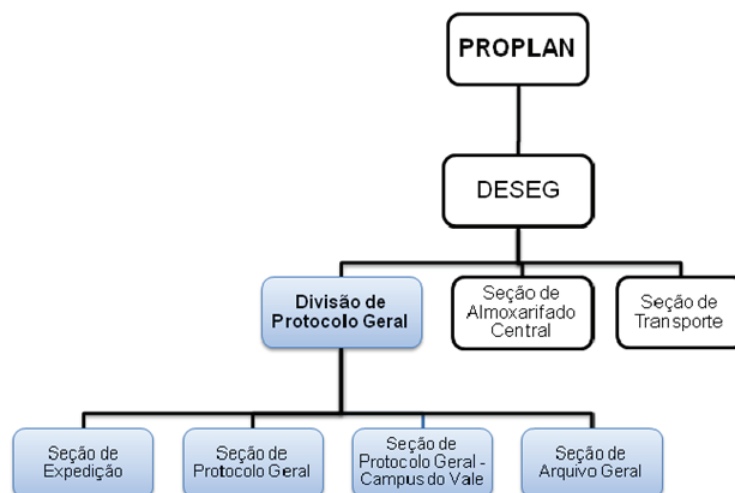 PROPLAN
DESEG
Divisão de
Protocolo Geral
Seção de
Almoxarifado
Central
Seção de
Transporte
Seção de
Expedição
Seção de
Protocolo Geral
Seção de
Protocolo Geral -
Campus do Vale
Seção de
Arquivo Geral